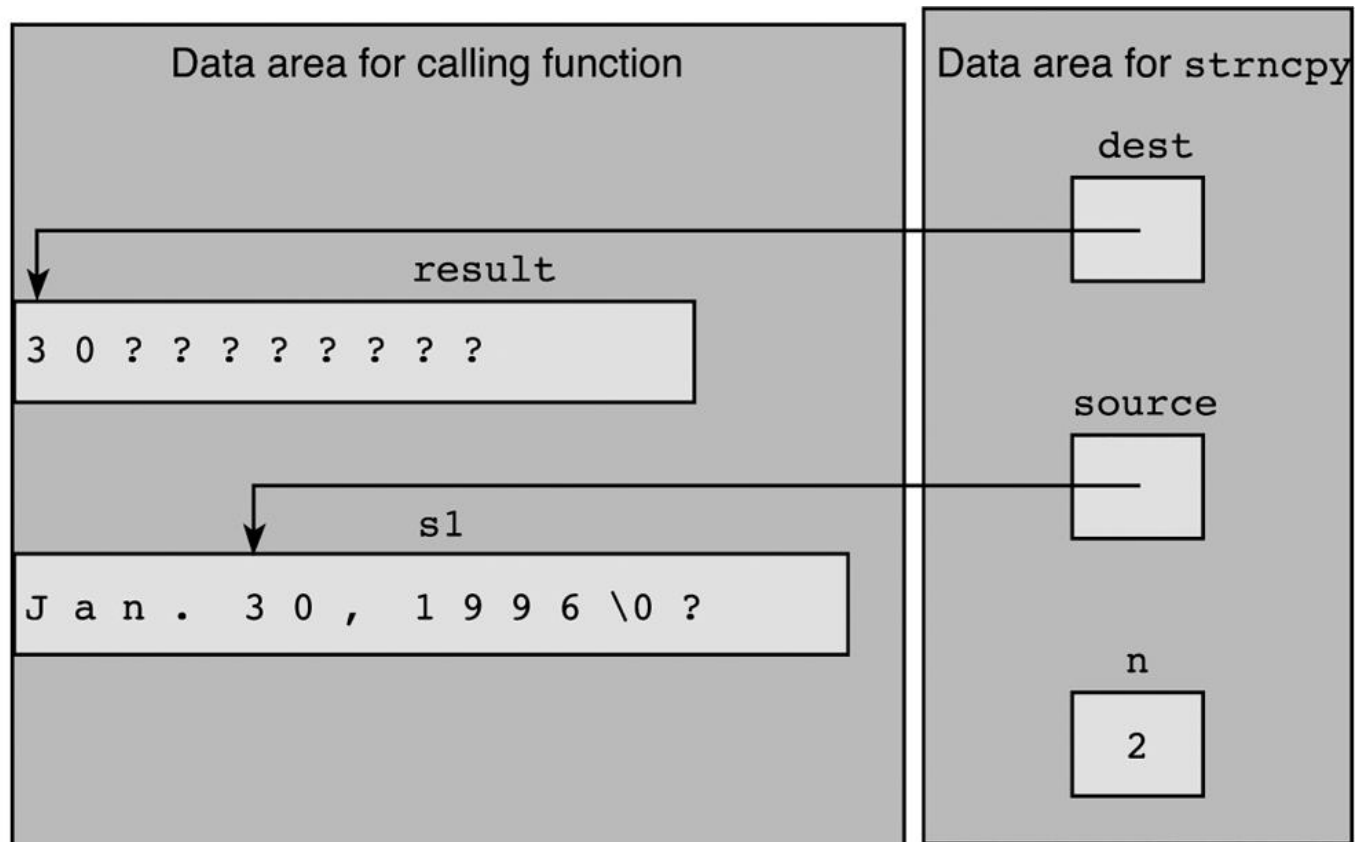 Data area for calling function
Data area for strncpy
dest
result
3 0 ? ? ? ? ? ? ? ?
source
s1
J a n . 3 0 , 1 9 9 6 \0 ?
n
2